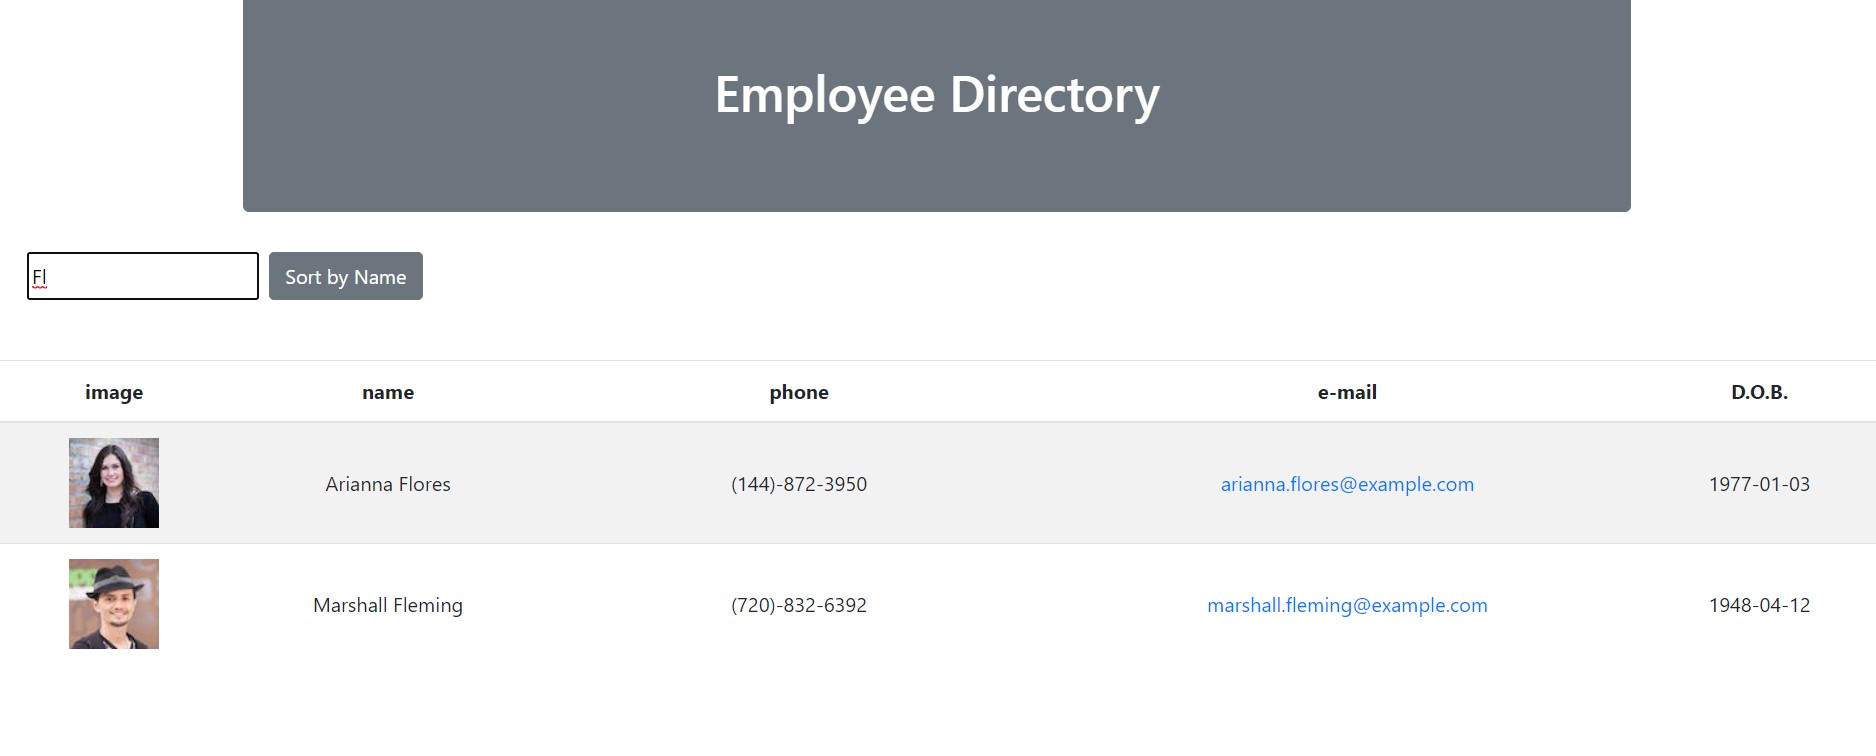 Employee Directory
Fl
Sort by Name
image name phone e-mail D.O.B.
Arianna Flores (144)-872-3950 arianna.flores@example.com 1977-01-03
Marshall Fleming (720)-832-6392 marshall.fleming@example.com 1948-04-12